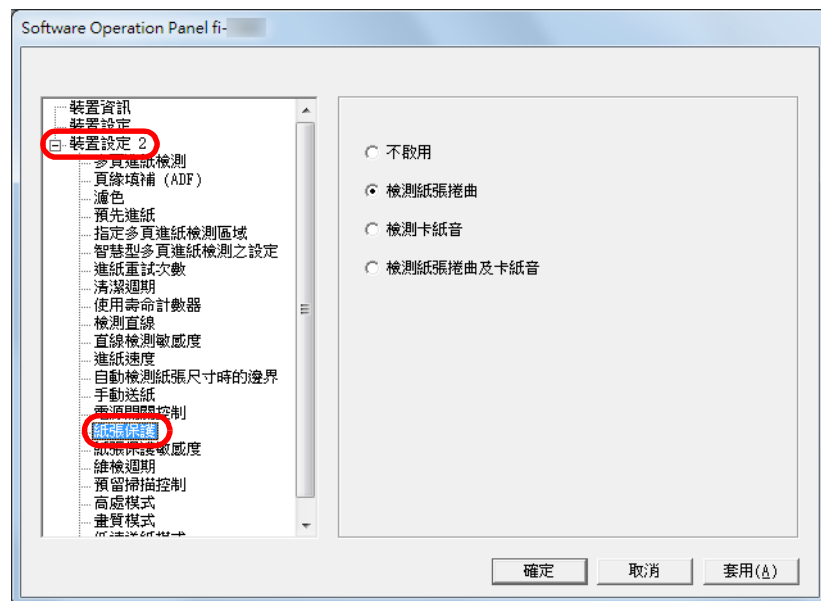 Software Operation Panel fi-
裝置資訊
裝置設定
裝置設定 2
多頁進紙檢測
頁緣填補 (ADF)
濾色
預先進紙
指定多頁進紙檢測區域
智慧型多頁進紙檢測之設定
進紙重試次數
清潔週期
使用壽命計數器
檢測直線
直線檢測敏感度
進紙速度
自動檢測紙張尺寸時的邊界
手動送紙
電源開關控制
紙張保護
紙張保護敏感度
維檢週期
預留掃描控制
高處模式
畫質模式
低速送紙模式
不啟用
檢測紙張捲曲
檢測卡紙音
檢測紙張捲曲及卡紙音
確定
取消
套用(A)